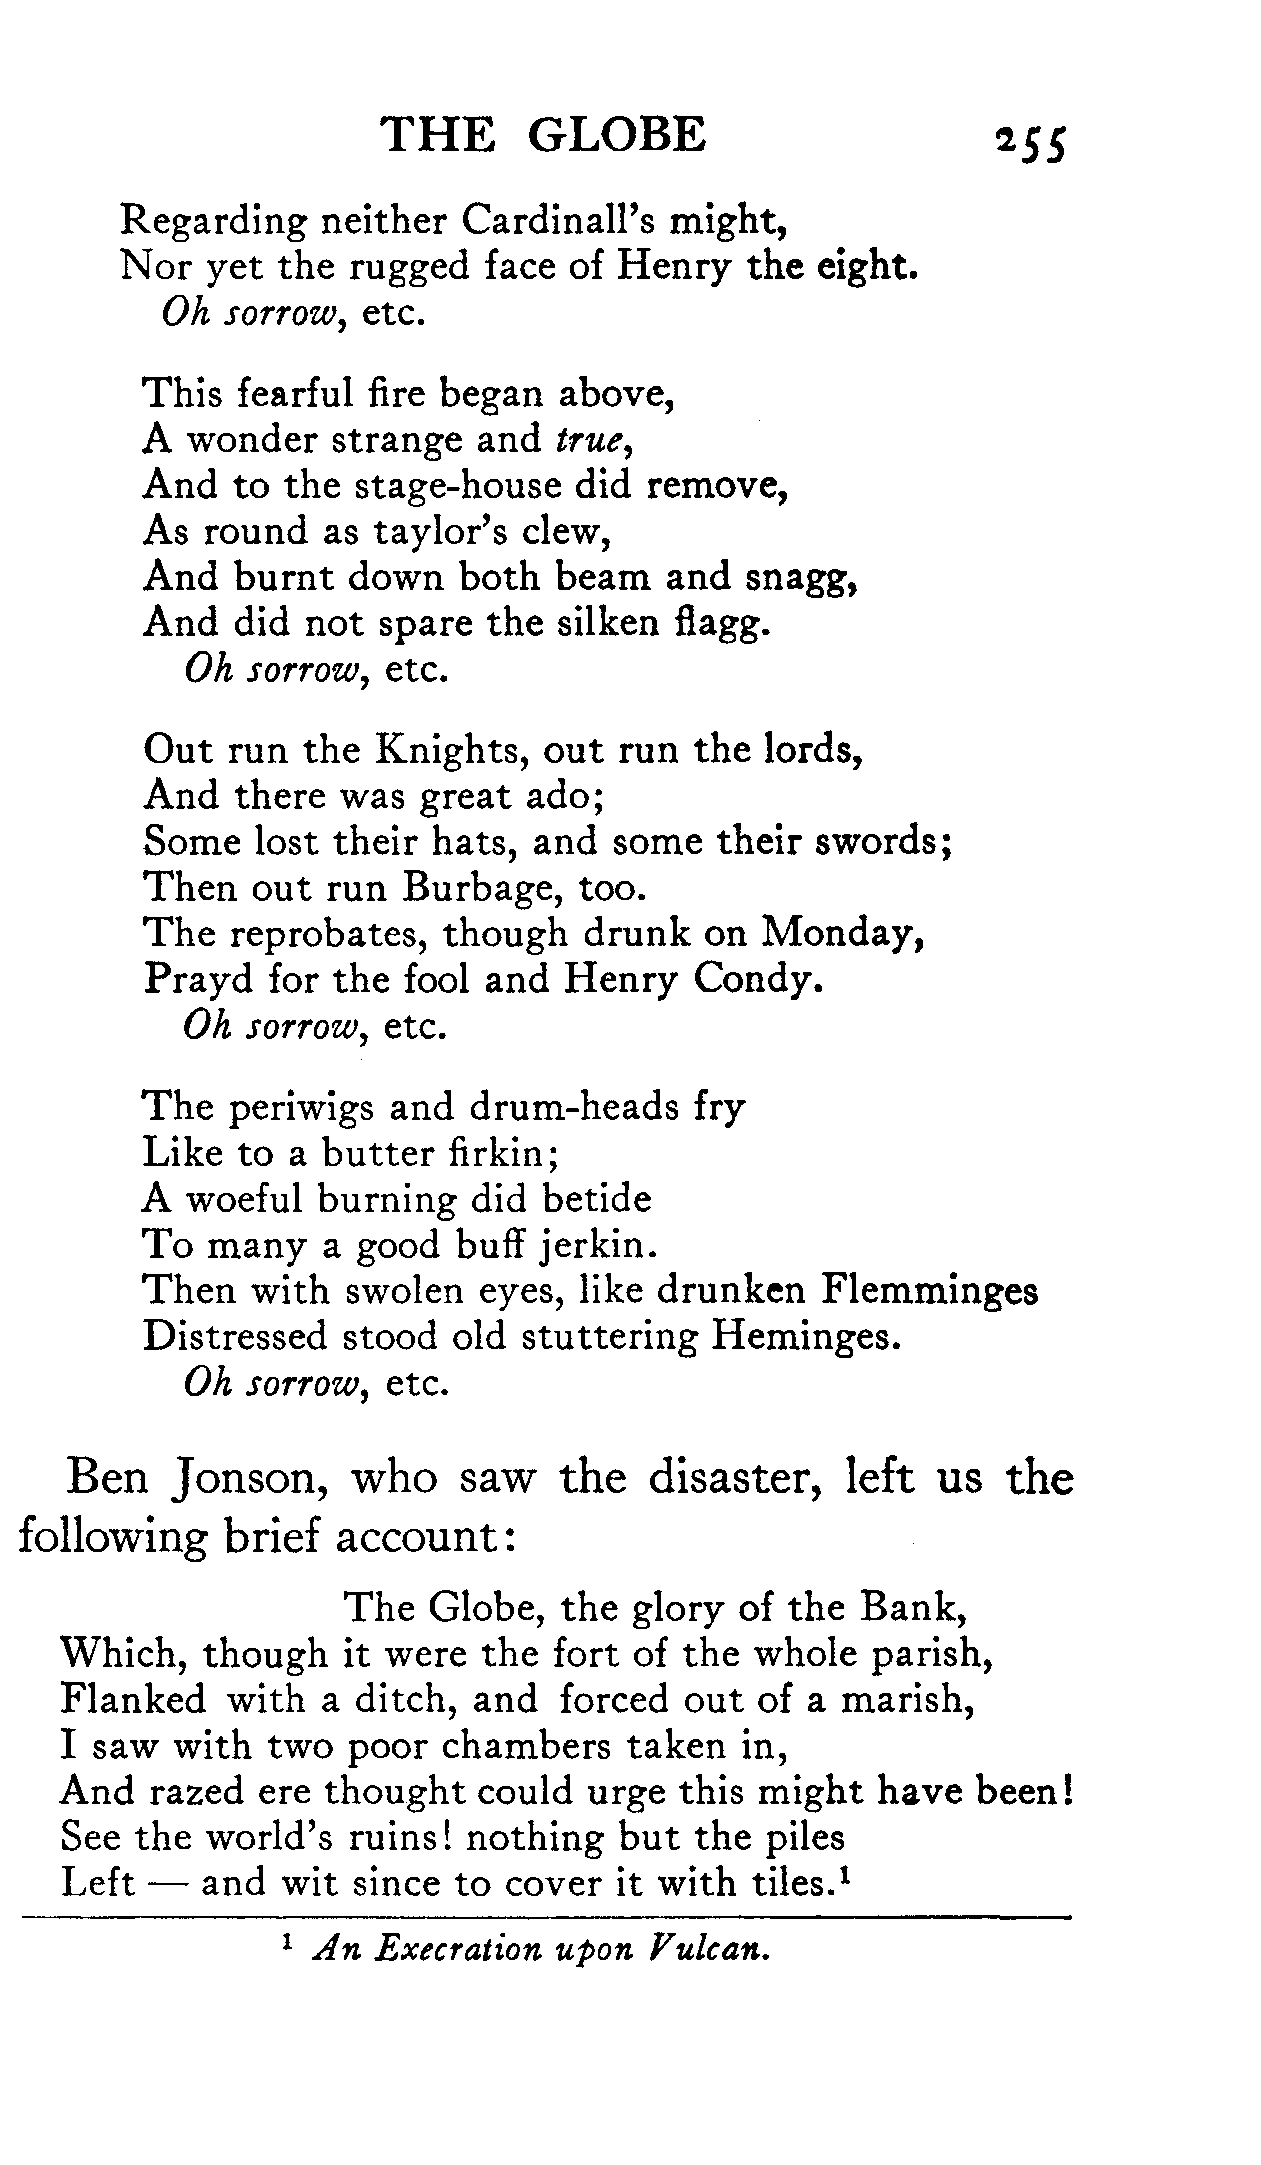 THE GLOBE 255
Regarding neither Cardinall's might,
Nor yet the rugged face of Henry the eight.
Oh sorrow, etc.
This fearful fire began above,
A wonder strange and true,
And to the stage-house did remove,
As round as taylor's clew,
And burnt down both beam and snagg,
And did not spare the silken flagg.
Oh sorrow, etc.
Out run the Knights, out run the lords,
And there was great ado;
Some lost their hats, and some their swords;
Then out run Burbage, too.
The reprobates, though drunk on Monday,
Prayd for the fool and Henry Condy.
Oh sorrow, etc.
The periwigs and drum-heads fry
Like to a butter firkin;
A woeful burning did betide
To many a good buff jerkin.
Then with swolen eyes, like drunken Flemminges
Distressed stood old stuttering Heminges.
Oh sorrow, etc.
Ben Jonson, who saw the disaster, left us the
following brief account:
The Globe, the glory of the Bank,
Which, though it were the fort of the whole parish,
Flanked with a ditch, and forced out of a marish,
I saw with two poor chambers taken in,
And razed ere thought could urge this might have been!
See the world's ruins! nothing but the piles
Left — and wit since to cover it with tiles.¹
¹ An Execration upon Vulcan.